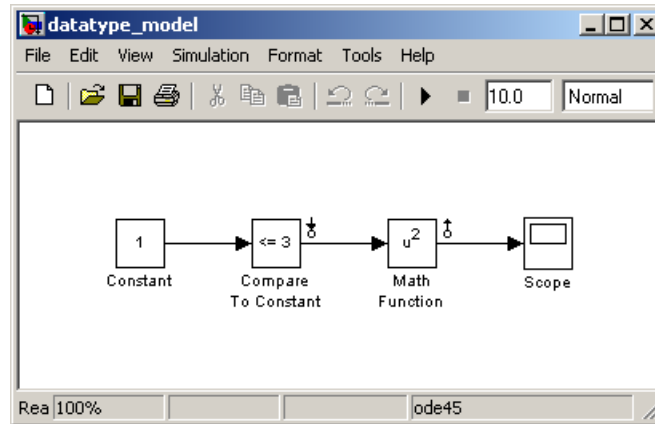 datatype_model
File Edit View Simulation Format Tools Help
10.0 Normal
1 <= 3 u2
Constant Compare Math Scope
To Constant Function
Rea 100% ode45